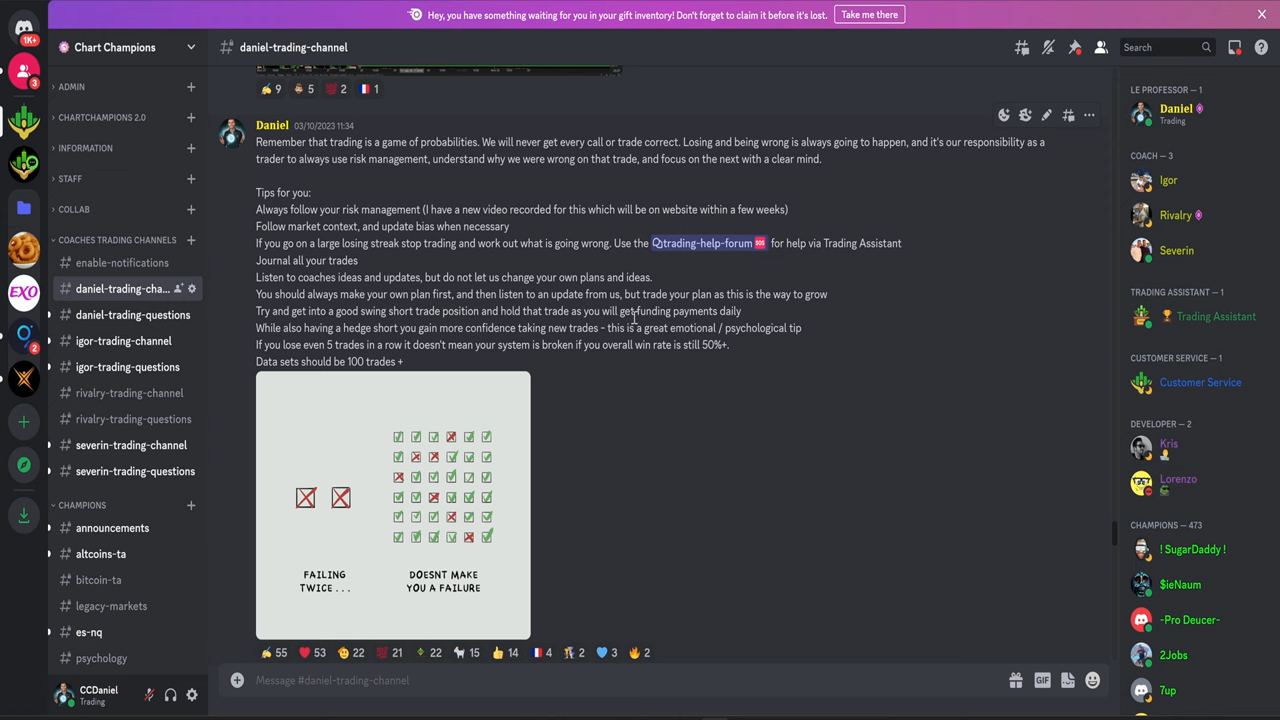 Hey, you have something waiting for you in your gift inventory! Don't forget to claim it before it's lost.
Take me there
1K+
3
EXO
2
Chart Champions
ADMIN
CHARTCHAMPIONS 2.0
INFORMATION
STAFF
COLLAB
COACHES TRADING CHANNELS
enable-notifications
daniel-trading-cha...
daniel-trading-questions
igor-trading-channel
igor-trading-questions
rivalry-trading-channel
rivalry-trading-questions
severin-trading-channel
severin-trading-questions
CHAMPIONS
announcements
altcoins-ta
bitcoin-ta
legacy-markets
es-nq
psychology
CCDaniel
Trading
daniel-trading-channel
Search
9 5 2 1
Daniel 03/10/2023 11:34
Remember that trading is a game of probabilities. We will never get every call or trade correct. Losing and being wrong is always going to happen, and it's our responsibility as a
trader to always use risk management, understand why we were wrong on that trade, and focus on the next with a clear mind.
Tips for you:
Always follow your risk management (I have a new video recorded for this which will be on website within a few weeks)
Follow market context, and update bias when necessary
If you go on a large losing streak stop trading and work out what is going wrong. Use the trading-help-forum SOS for help via Trading Assistant
Journal all your trades
Listen to coaches ideas and updates, but do not let us change your own plans and ideas.
You should always make your own plan first, and then listen to an update from us, but trade your plan as this is the way to grow
Try and get into a good swing short trade position and hold that trade as you will get funding payments daily
While also having a hedge short you gain more confidence taking new trades - this is a great emotional / psychological tip
If you lose even 5 trades in a row it doesn't mean your system is broken if you overall win rate is still 50%+.
Data sets should be 100 trades +
FAILING
TWICE...
DOESNT MAKE
YOU A FAILURE
55 53 22 21 22 15 14 4 2 3 2
Message #daniel-trading-channel
GIF
LE PROFESSOR — 1
Daniel
Trading
COACH — 3
Igor
Rivalry
Severin
TRADING ASSISTANT — 1
Trading Assistant
CUSTOMER SERVICE — 1
Customer Service
DEVELOPER — 2
Kris
Lorenzo
CHAMPIONS — 473
! SugarDaddy !
$ieNaum
-Pro Deucer-
2Jobs
7up